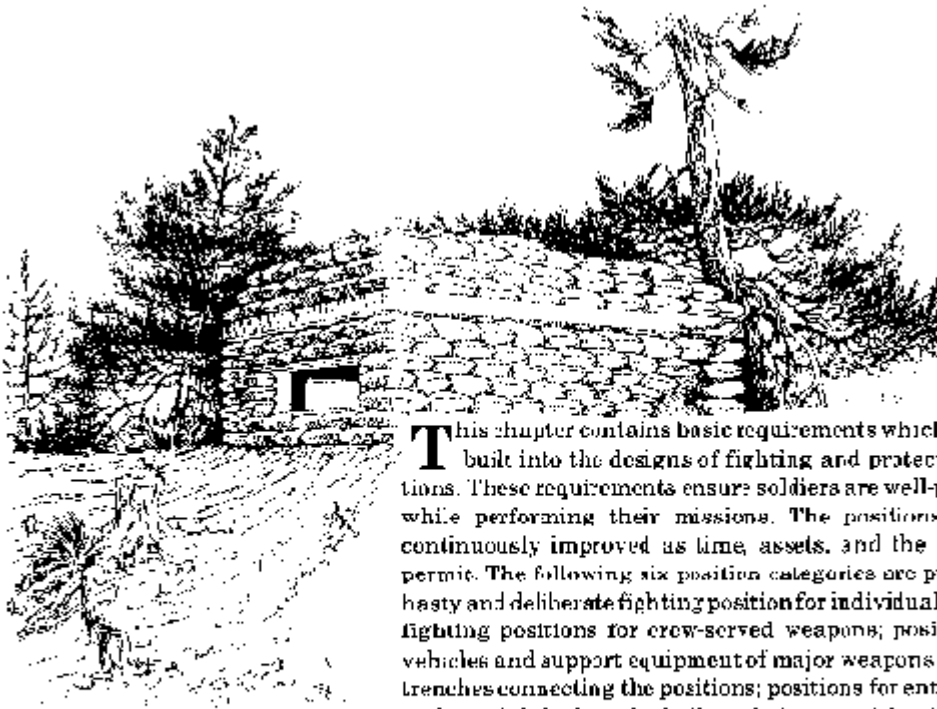 This chapter contains basic requirements which
built into the designs of fighting and protec
tions. These requirements ensure soldiers are well-p
while performing their missions. The positions
continuously improved as time, assets, and the
permit. The following six position categories are p
hasty and deliberate fighting position for individual
fighting positions for crew-served weapons; posi
vehicles and support equipment of major weapons
trenches connecting the positions; positions for ent